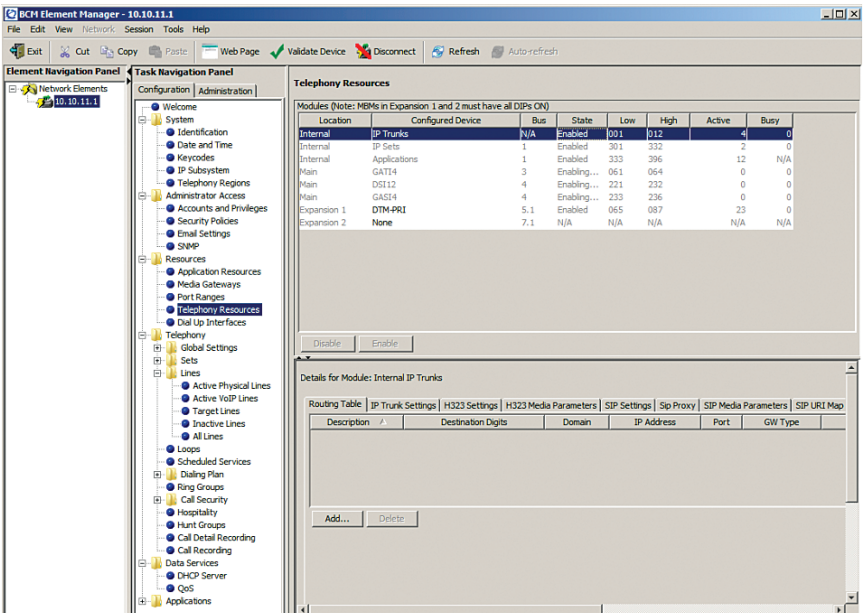 BCM Element Manager - 10.10.11.1
File Edit View Network Session Tools Help
Exit Cut Copy Paste Web Page Validate Device Disconnect Refresh Auto-refresh
Element Navigation Panel
Network Elements
10.10.11.1
Task Navigation Panel
Configuration Administration
Welcome
System
Identification
Date and Time
Keycodes
IP Subsystem
Telephony Regions
Administrator Access
Accounts and Privileges
Security Policies
Email Settings
SNMP
Resources
Application Resources
Media Gateways
Port Ranges
Telephony Resources
Dial Up Interfaces
Telephony
Global Settings
Sets
Lines
Active Physical Lines
Active VoIP Lines
Target Lines
Inactive Lines
All Lines
Loops
Scheduled Services
Dialing Plan
Ring Groups
Call Security
Hospitality
Hunt Groups
Call Detail Recording
Call Recording
Data Services
DHCP Server
QoS
Applications
Telephony Resources
Modules (Note: MBMs in Expansion 1 and 2 must have all DIPs ON)
Location Configured Device Bus State Low High Active Busy
Internal IP Trunks N/A Enabled 001 012 4 0
Internal IP Sets 1 Enabled 301 332 2 0
Internal Applications 1 Enabled 333 396 12 N/A
Main GATI4 3 Enabling... 061 064 0 0
Main DSI12 4 Enabling... 221 232 0 0
Main GASI4 4 Enabling... 233 236 0 0
Expansion 1 DTM-PRI 5.1 Enabled 065 087 23 0
Expansion 2 None 7.1 N/A N/A N/A N/A N/A
Disable Enable
Details for Module: Internal IP Trunks
Routing Table IP Trunk Settings H323 Settings H323 Media Parameters SIP Settings Sip Proxy SIP Media Parameters SIP URI Map
Description Destination Digits Domain IP Address Port GW Type
Add... Delete